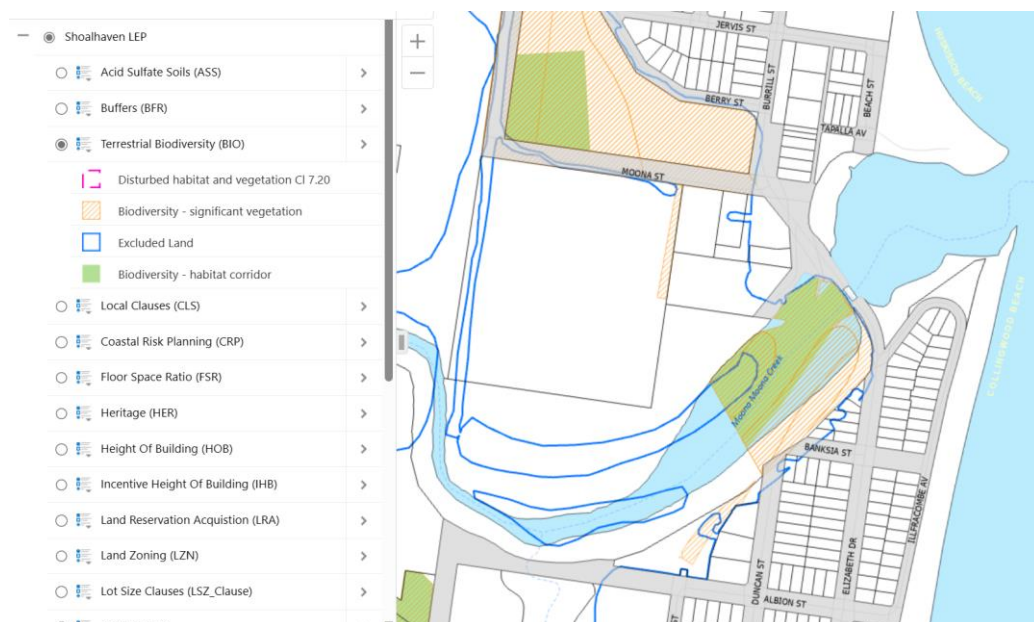 Shoalhaven LEP
Acid Sulfate Soils (ASS)
Buffers (BFR)
Terrestrial Biodiversity (BIO)
Disturbed habitat and vegetation Cl 7.20
Biodiversity - significant vegetation
Excluded Land
Biodiversity - habitat corridor
Local Clauses (CLS)
Coastal Risk Planning (CRP)
Floor Space Ratio (FSR)
Heritage (HER)
Height Of Building (HOB)
Incentive Height Of Building (IHB)
Land Reservation Acquistion (LRA)
Land Zoning (LZN)
Lot Size Clauses (LSZ_Clause)
JERVIS ST
BURRILL ST
BEACH ST
BERRY ST
TAPALLA AV
MOONA ST
Moona Moona Creek
COLLINGWOOD BEACH
BANKSIA ST
ILLFRACOMBE AV
ELIZABETH DR
DUNCAN ST
ALBION ST